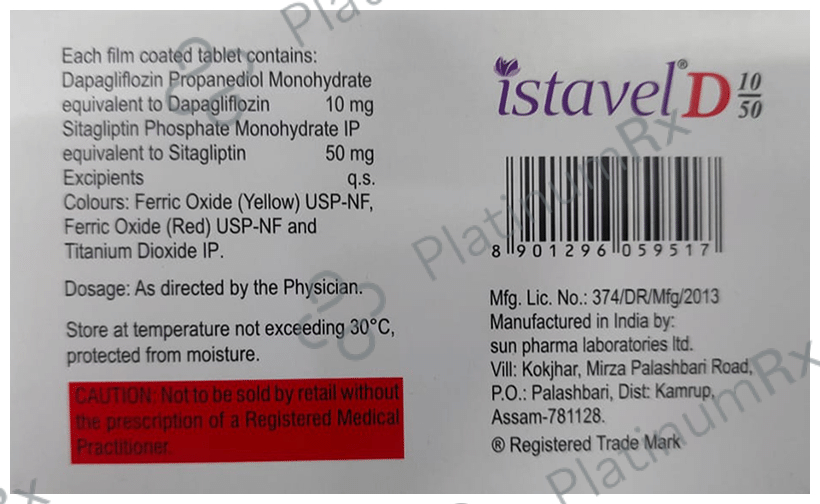 Each film coated tablet contains:
Dapagliflozin Propanediol Monohydrate
equivalent to Dapagliflozin 10 mg
Sitagliptin Phosphate Monohydrate IP
equivalent to Sitagliptin 50 mg
Excipients q.s.
Colours: Ferric Oxide (Yellow) USP-NF,
Ferric Oxide (Red) USP-NF and
Titanium Dioxide IP.
Dosage: As directed by the Physician.
Store at temperature not exceeding 30°C,
protected from moisture.
CAUTION: Not to be sold by retail without
the prescription of a Registered Medical
Practitioner.
istavel® D 10/50
8 901296 059517
Mfg. Lic. No.: 374/DR/Mfg/2013
Manufactured in India by:
sun pharma laboratories ltd.
Vill: Kokjhar, Mirza Palashbari Road,
P.O.: Palashbari, Dist: Kamrup,
Assam-781128.
® Registered Trade Mark
PlatinumRx
PlatinumRx
PlatinumRx